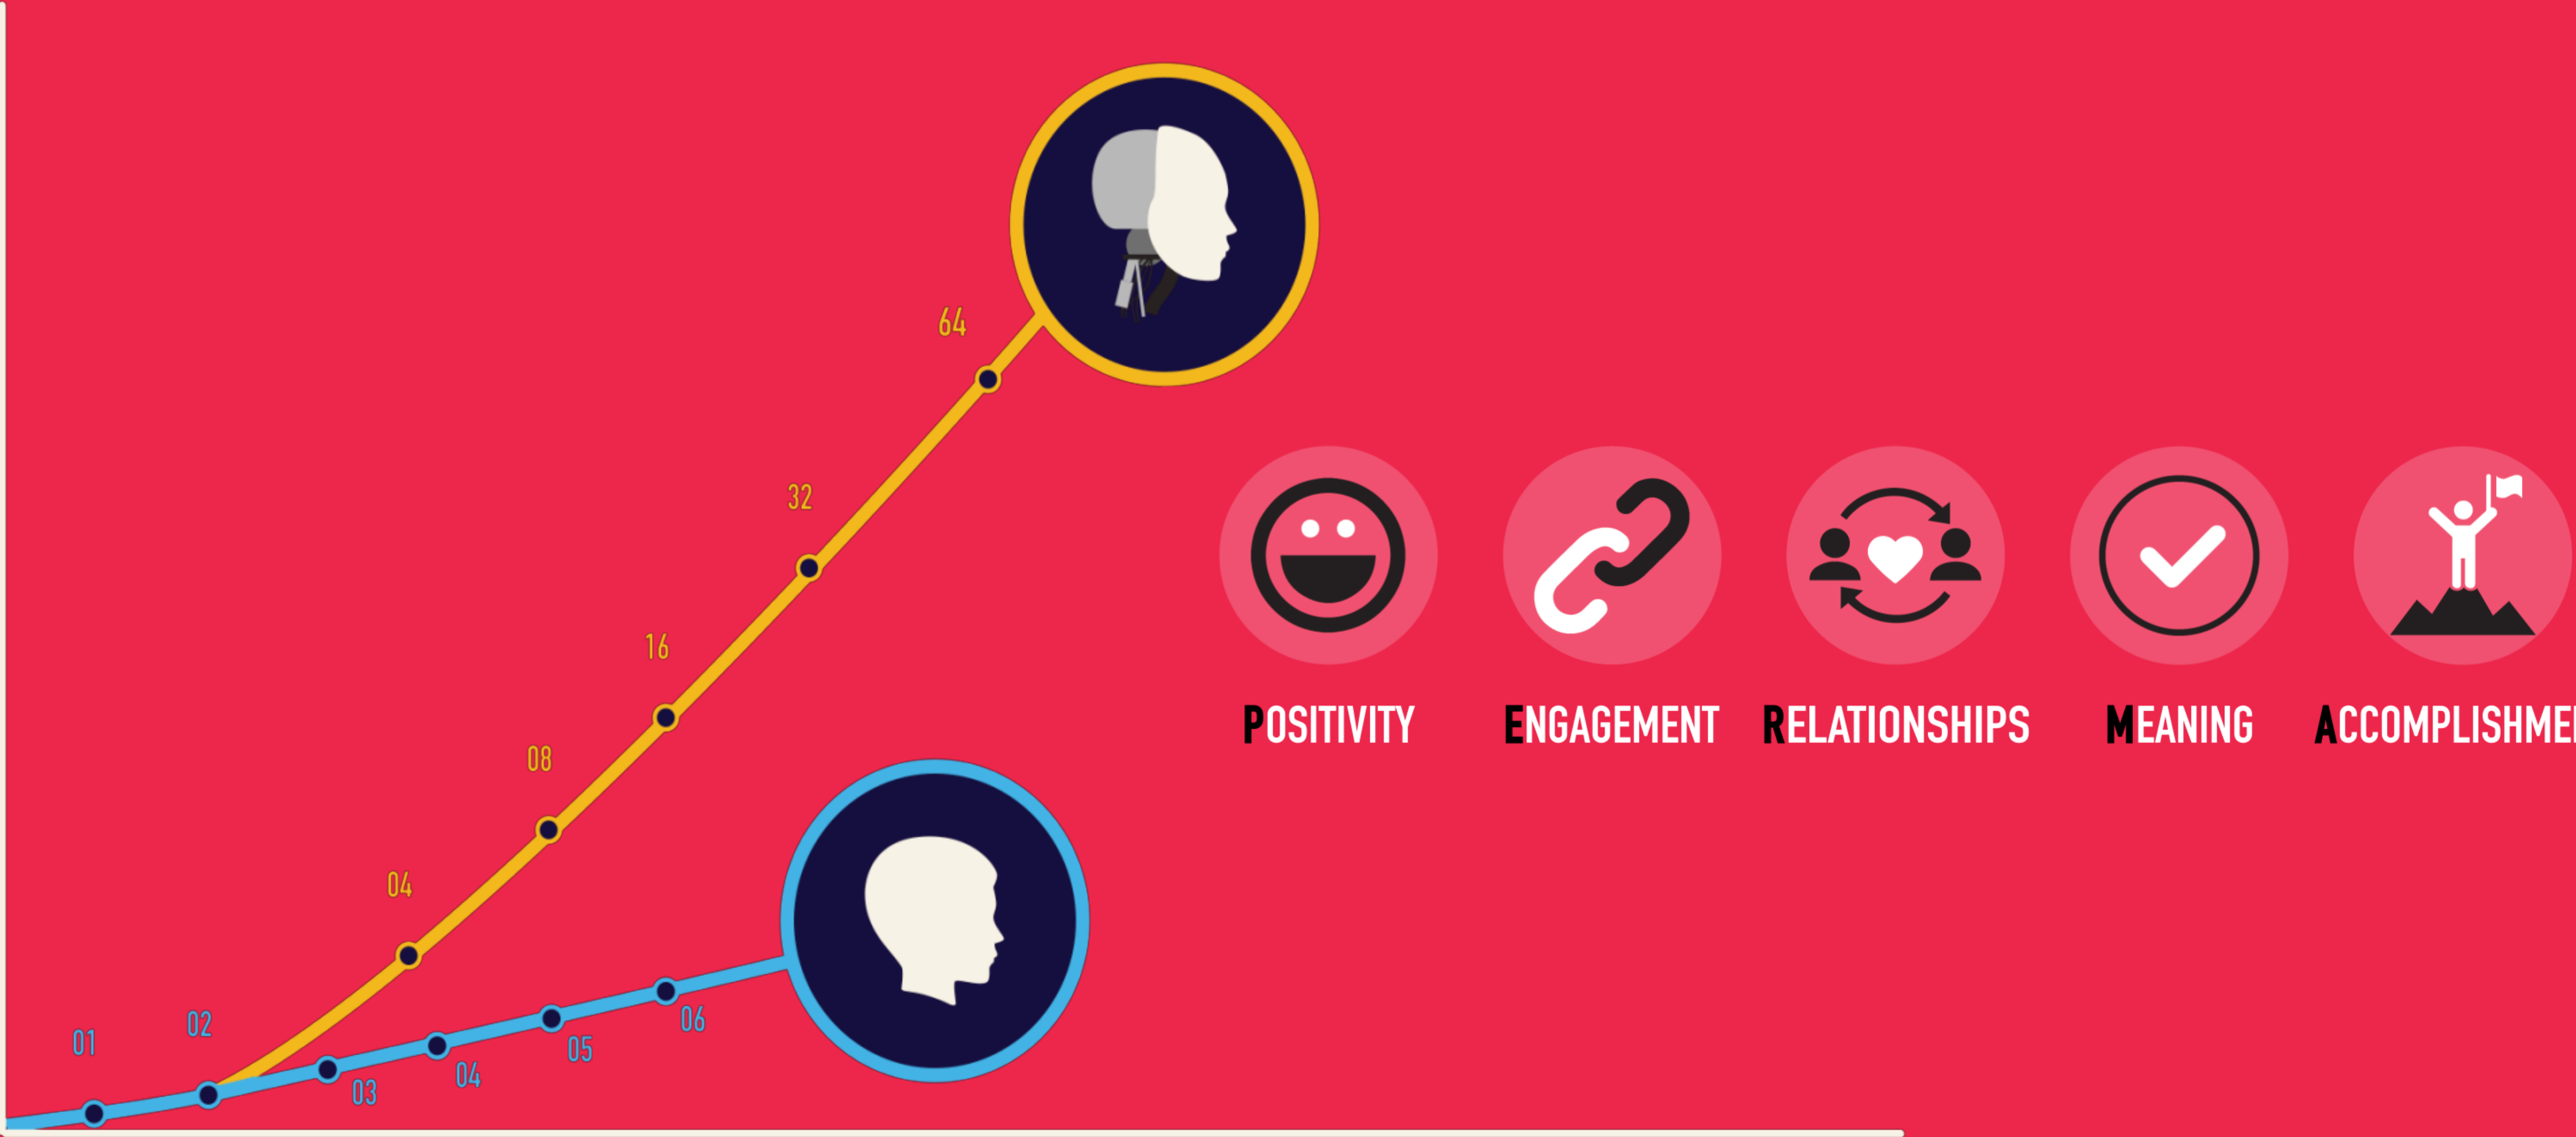 64
32
16
08
04
01
02
03
04
05
06
POSITIVITY
ENGAGEMENT
RELATIONSHIPS
MEANING
ACCOMPLISHME